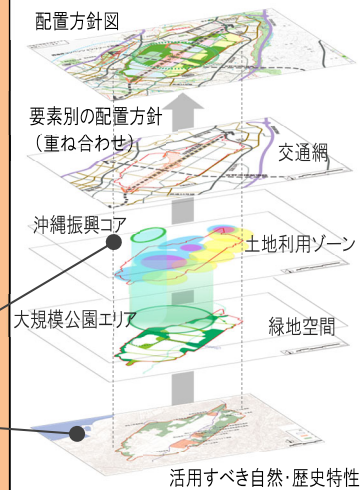 配置方針図
要素別の配置方針
(重ね合わせ)
交通網
沖縄振興コア
土地利用ゾーン
大規模公園エリア
緑地空間
活用すべき自然・歴史特性